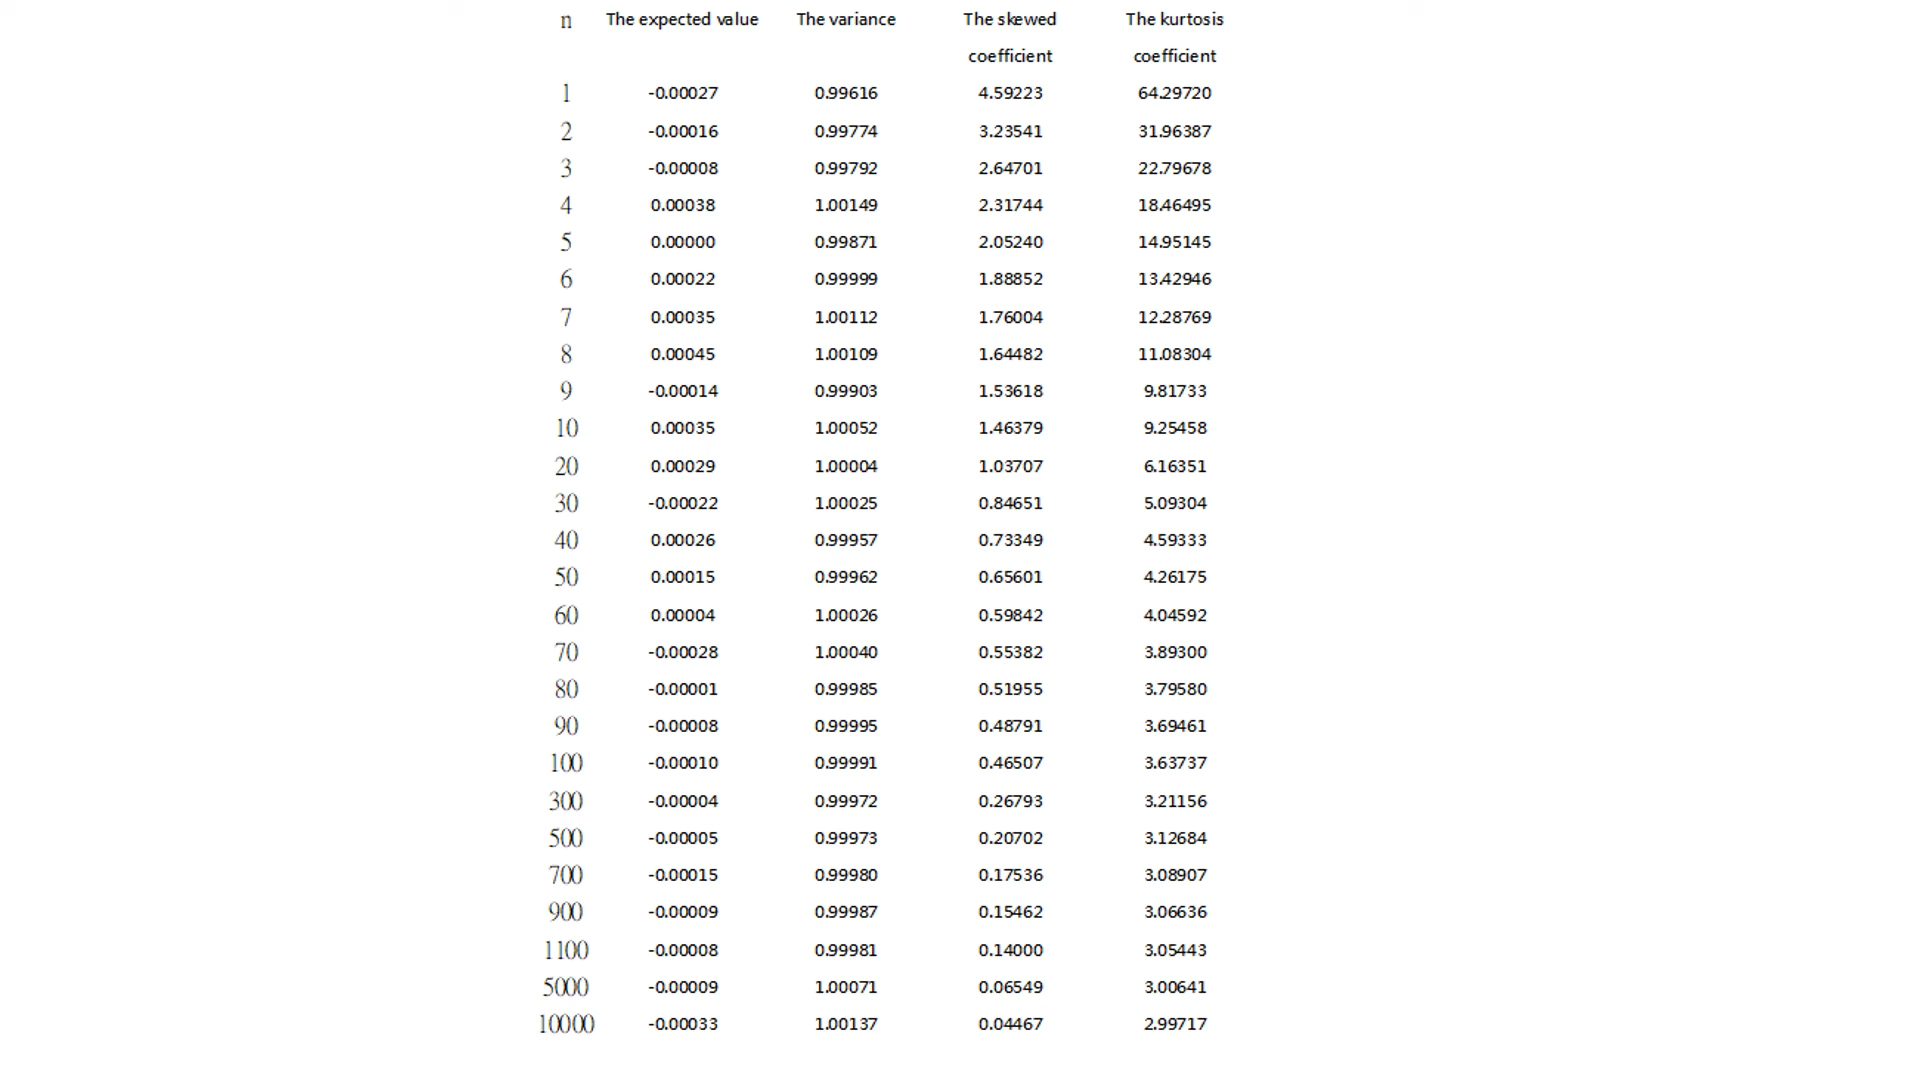 n The expected value The variance The skewed The kurtosis
coefficient coefficient
1 -0.00027 0.99616 4.59223 64.29720
2 -0.00016 0.99774 3.23541 31.96387
3 -0.00008 0.99792 2.64701 22.79678
4 0.00038 1.00149 2.31744 18.46495
5 0.00000 0.99871 2.05240 14.95145
6 0.00022 0.99999 1.88852 13.42946
7 0.00035 1.00112 1.76004 12.28769
8 0.00045 1.00109 1.64482 11.08304
9 -0.00014 0.99903 1.53618 9.81733
10 0.00035 1.00052 1.46379 9.25458
20 0.00029 1.00004 1.03707 6.16351
30 -0.00022 1.00025 0.84651 5.09304
40 0.00026 0.99957 0.73349 4.59333
50 0.00015 0.99962 0.65601 4.26175
60 0.00004 1.00026 0.59842 4.04592
70 -0.00028 1.00040 0.55382 3.89300
80 -0.00001 0.99985 0.51955 3.79580
90 -0.00008 0.99995 0.48791 3.69461
100 -0.00010 0.99991 0.46507 3.63737
300 -0.00004 0.99972 0.26793 3.21156
500 -0.00005 0.99973 0.20702 3.12684
700 -0.00015 0.99980 0.17536 3.08907
900 -0.00009 0.99987 0.15462 3.06636
1100 -0.00008 0.99981 0.14000 3.05443
5000 -0.00009 1.00071 0.06549 3.00641
10000 -0.00033 1.00137 0.04467 2.99717